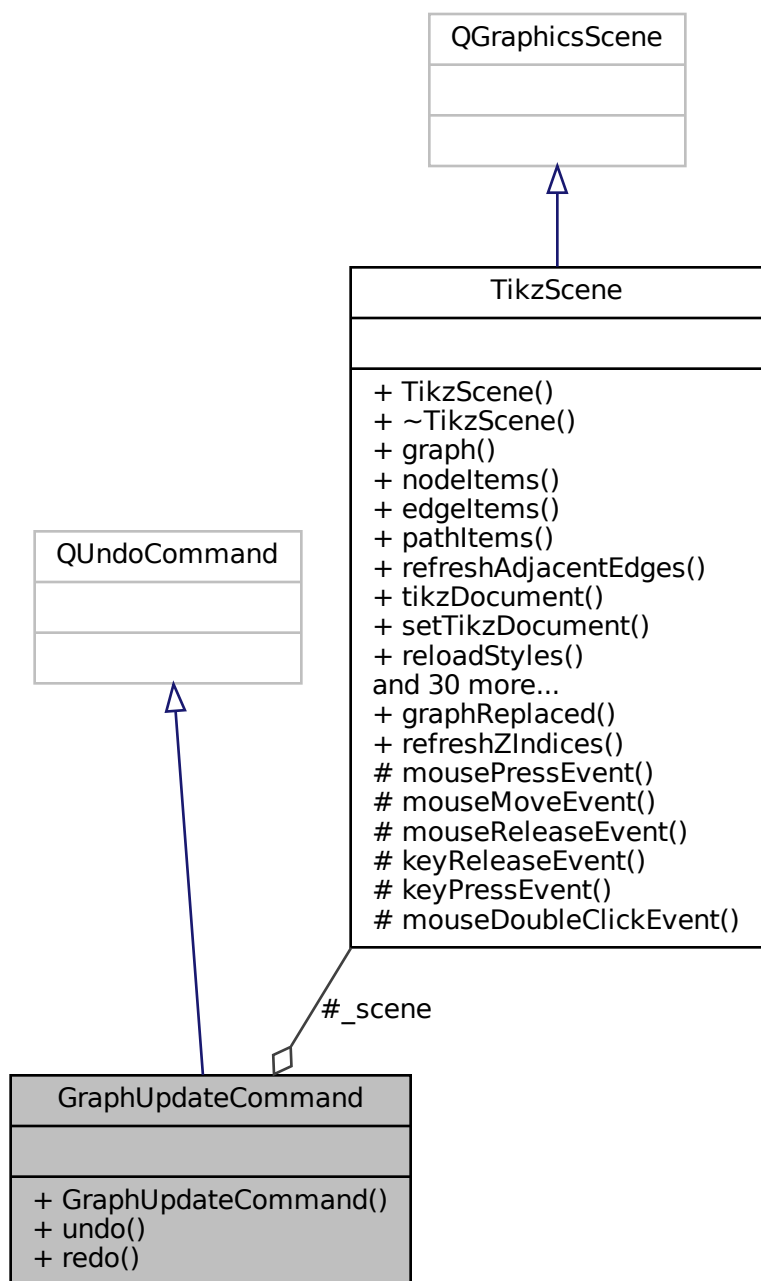 QGraphicsScene
TikzScene
+ TikzScene()
+ ~TikzScene()
+ graph()
+ nodeItems()
+ edgeItems()
+ pathItems()
+ refreshAdjacentEdges()
+ tikzDocument()
+ setTikzDocument()
+ reloadStyles()
and 30 more...
+ graphReplaced()
+ refreshZIndices()
# mousePressEvent()
# mouseMoveEvent()
# mouseReleaseEvent()
# keyReleaseEvent()
# keyPressEvent()
# mouseDoubleClickEvent()
QUndoCommand
#_scene
GraphUpdateCommand
+ GraphUpdateCommand()
+ undo()
+ redo()